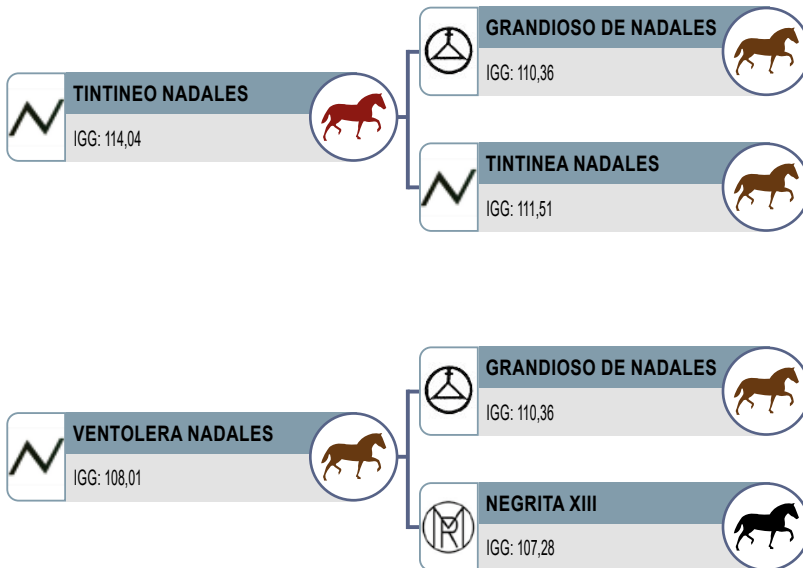 GRANDIOSO DE NADALES
IGG: 110,36
TINTINEO NADALES
IGG: 114,04
TINTINEA NADALES
IGG: 111,51
GRANDIOSO DE NADALES
IGG: 110,36
VENTOLERA NADALES
IGG: 108,01
NEGRITA XIII
IGG: 107,28